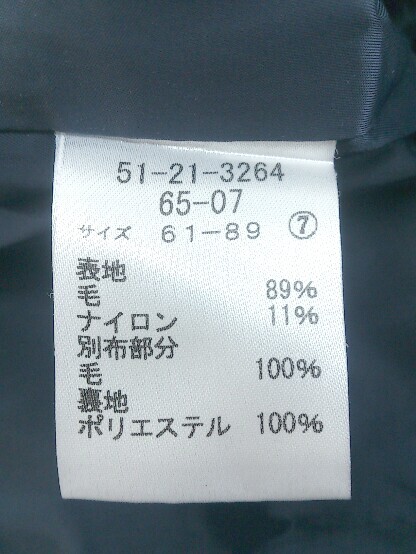 51-21-3264
65-07
サイズ 61-89 ⑦
表地
毛 89%
ナイロン 11%
別布部分
毛 100%
裏地
ポリエステル 100%